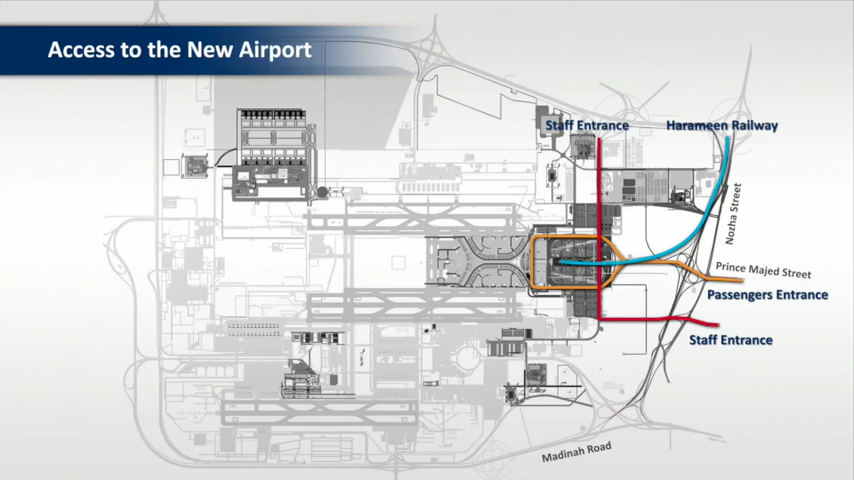 Access to the New Airport
Staff Entrance
Harameen Railway
Nozha Street
Prince Majed Street
Passengers Entrance
Staff Entrance
Madinah Road